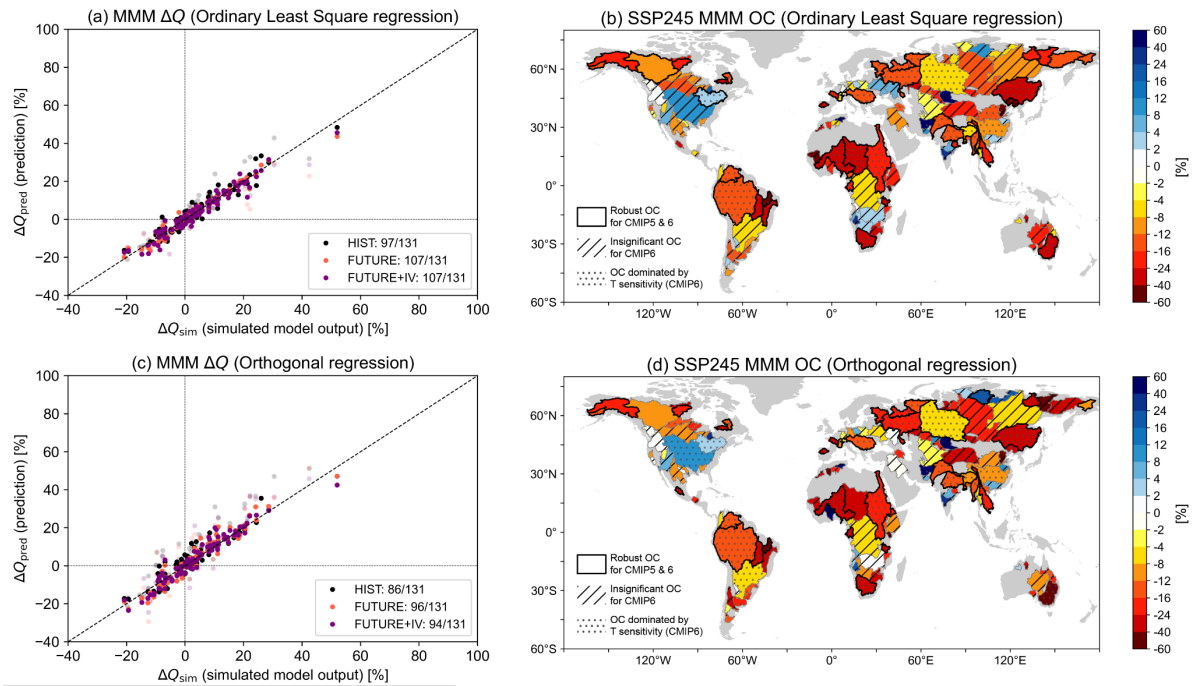 (a) MMM ΔQ (Ordinary Least Square regression)
100
80
60
40
20
0
−20
−40
ΔQpred (prediction) [%]
HIST: 97/131
FUTURE: 107/131
FUTURE+IV: 107/131
−40 −20 0 20 40 60 80 100
ΔQsim (simulated model output) [%]
(b) SSP245 MMM OC (Ordinary Least Square regression)
60°N
30°N
0°
30°S
60°S
Robust OC
for CMIP5 & 6
Insignificant OC
for CMIP6
OC dominated by
T sensitivity (CMIP6)
120°W 60°W 0° 60°E 120°E
60
40
24
16
12
8
4
2
0
-2
-4
-8
-12
-16
-24
-40
-60
[%]
(c) MMM ΔQ (Orthogonal regression)
100
80
60
40
20
0
−20
−40
ΔQpred (prediction) [%]
HIST: 86/131
FUTURE: 96/131
FUTURE+IV: 94/131
−40 −20 0 20 40 60 80 100
ΔQsim (simulated model output) [%]
(d) SSP245 MMM OC (Orthogonal regression)
60°N
30°N
0°
30°S
60°S
Robust OC
for CMIP5 & 6
Insignificant OC
for CMIP6
OC dominated by
T sensitivity (CMIP6)
120°W 60°W 0° 60°E 120°E
60
40
24
16
12
8
4
2
0
-2
-4
-8
-12
-16
-24
-40
-60
[%]